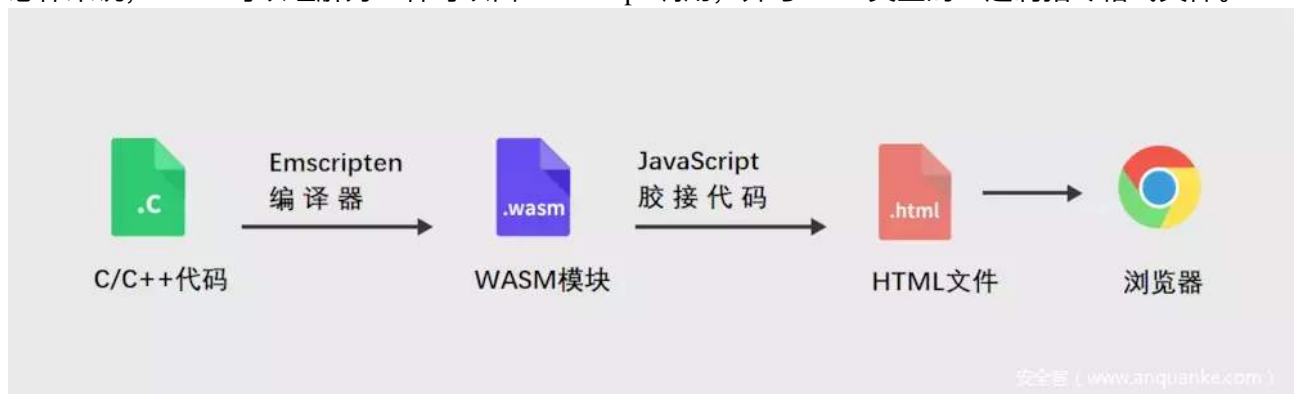 Emscripten
编译器
JavaScript
胶接代码
.C
.wasm
.html
C/C++代码
WASM模块
HTML文件
浏览器
安全客（www.anquanke.com）